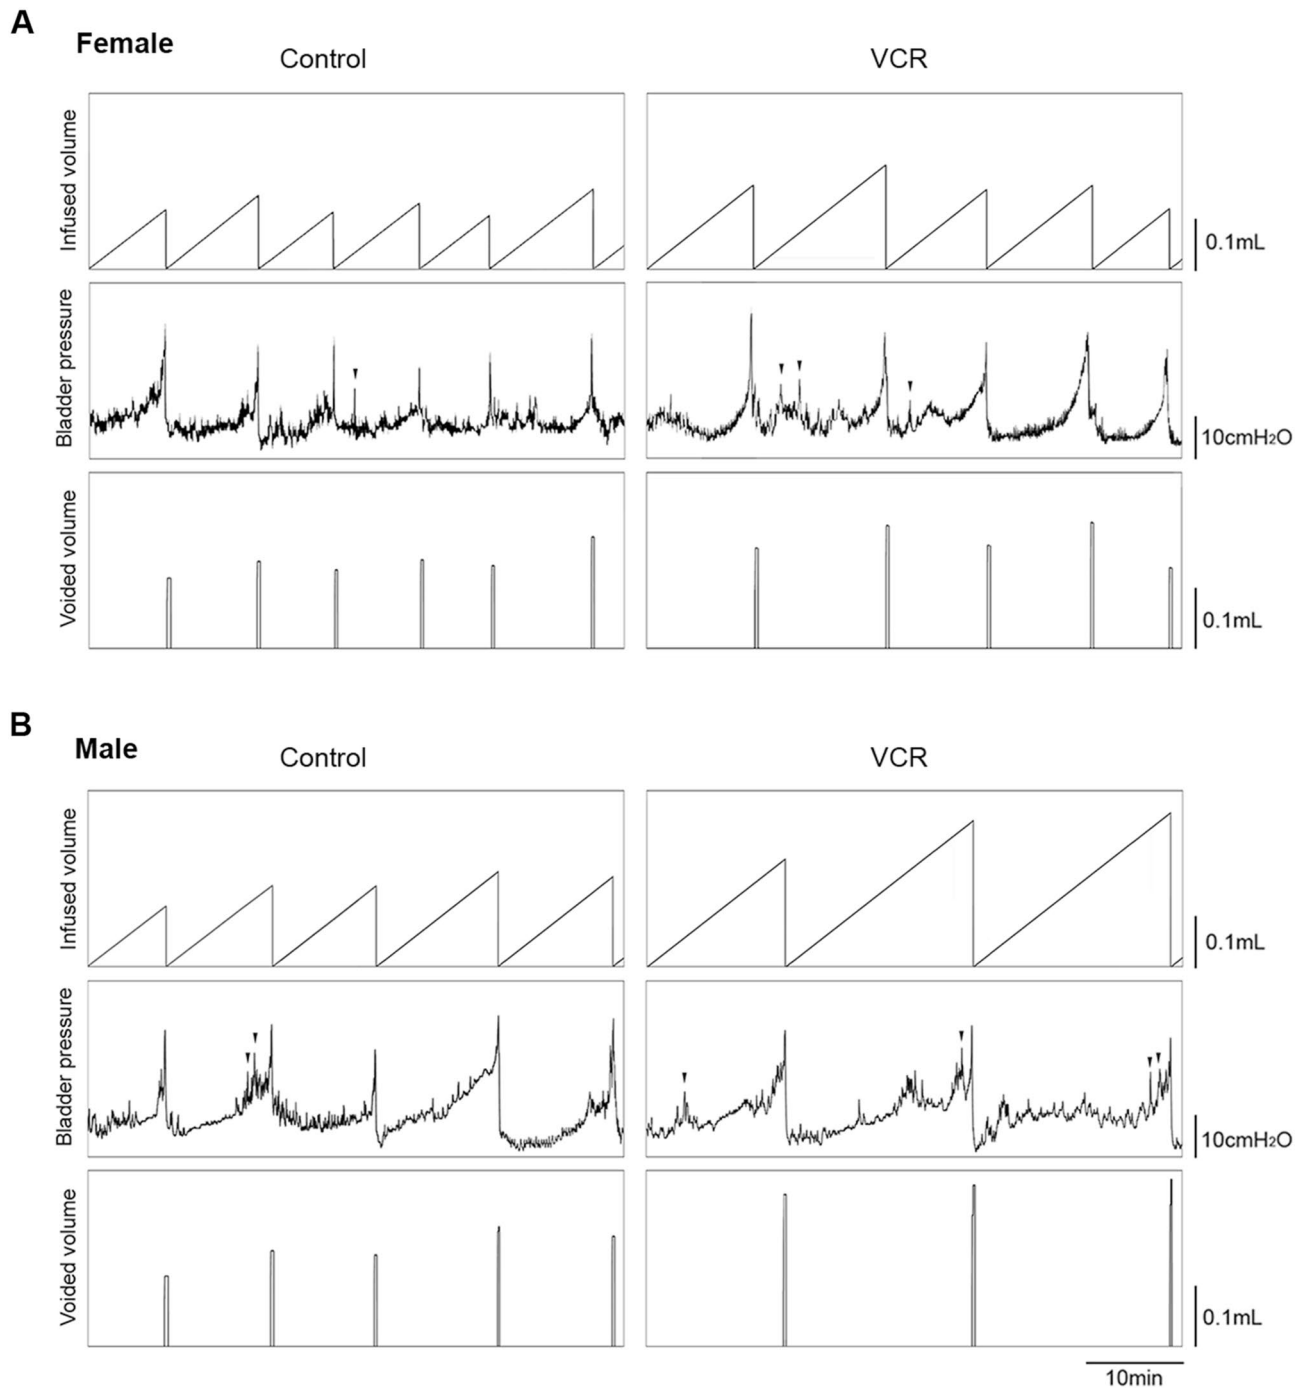 A
Female
Control
VCR
Infused volume
0.1mL
Bladder pressure
10cmH₂O
Voided volume
0.1mL
B
Male
Control
VCR
Infused volume
0.1mL
Bladder pressure
10cmH₂O
Voided volume
0.1mL
10min